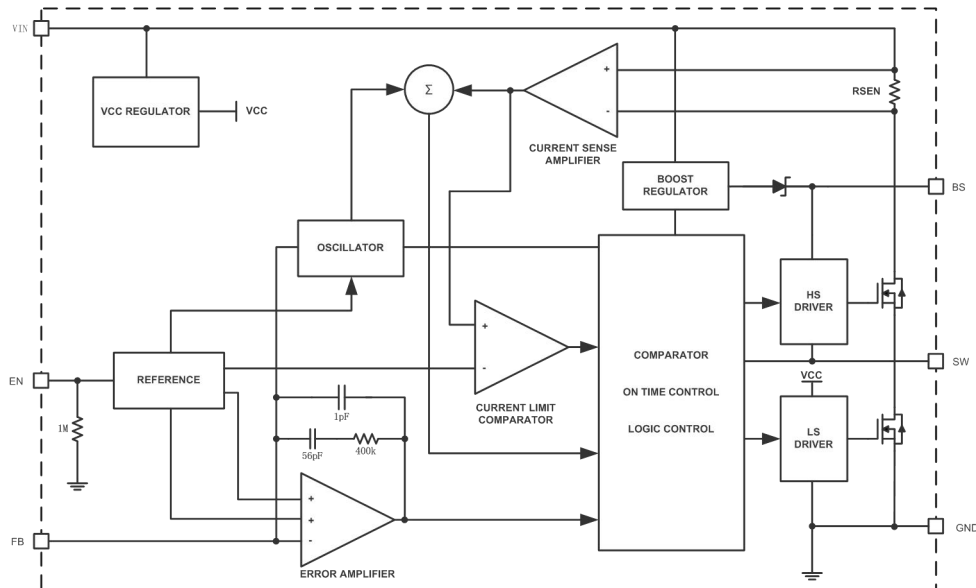 VIN
VCC REGULATOR
VCC
Σ
+
-
CURRENT SENSE
AMPLIFIER
RSEN
BOOST
REGULATOR
BS
OSCILLATOR
HS
DRIVER
+
-
CURRENT LIMIT
COMPARATOR
COMPARATOR
ON TIME CONTROL
LOGIC CONTROL
SW
EN
REFERENCE
1M
1pF
56pF
400k
VCC
LS
DRIVER
+
+
-
ERROR AMPLIFIER
FB
GND